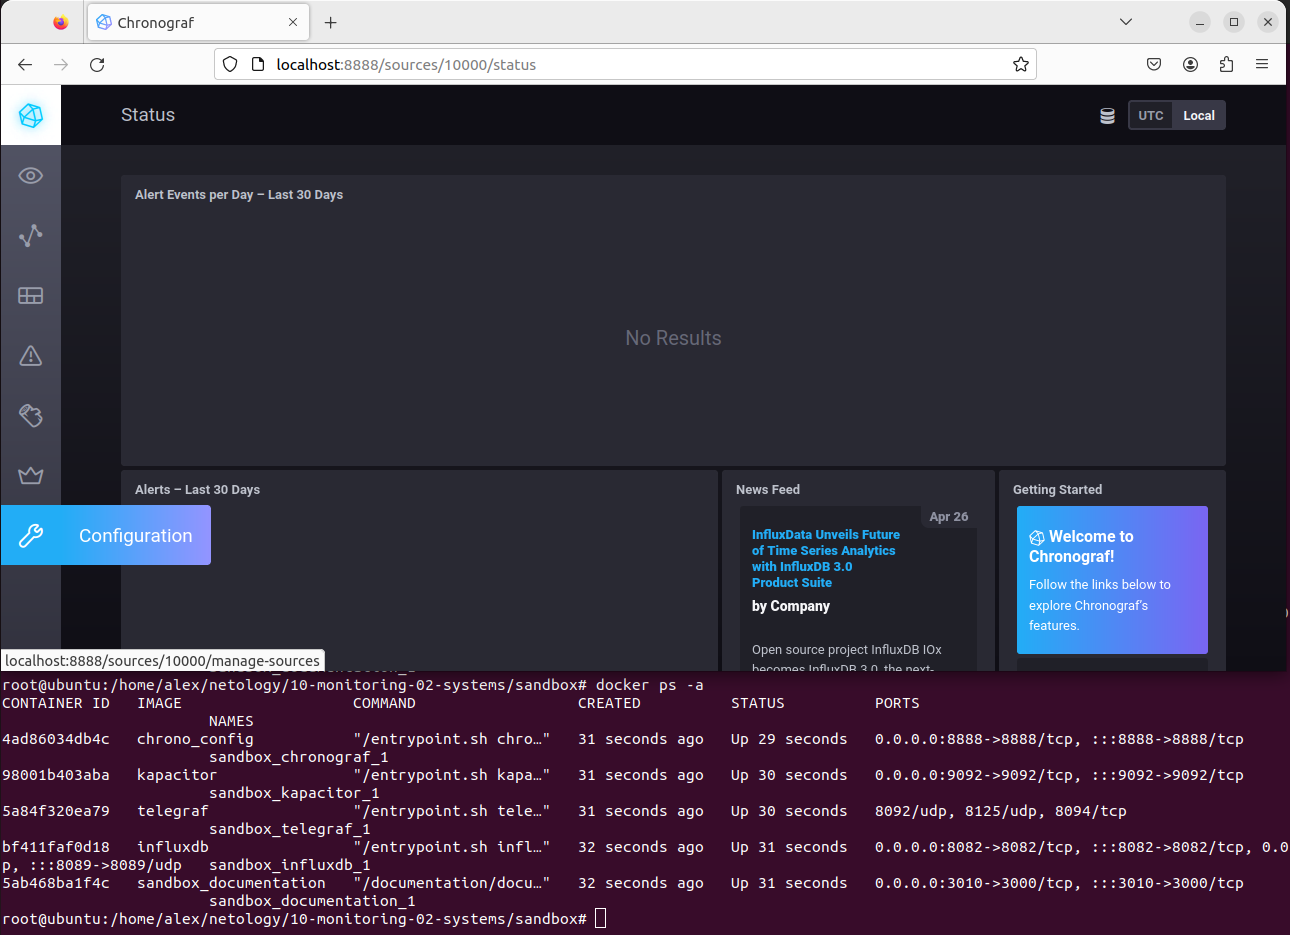 Chronograf
localhost:8888/sources/10000/status
Status
UTC Local
Alert Events per Day – Last 30 Days
No Results
Configuration
Alerts – Last 30 Days
News Feed
Apr 26
InfluxData Unveils Future
of Time Series Analytics
with InfluxDB 3.0
Product Suite
by Company
Open source project InfluxDB IOx
becomes InfluxDB 3.0, the next-
Getting Started
Welcome to
Chronograf!
Follow the links below to
explore Chronograf's
features.
localhost:8888/sources/10000/manage-sources
root@ubuntu:/home/alex/netology/10-monitoring-02-systems/sandbox# docker ps -a
CONTAINER ID   IMAGE                   COMMAND                  CREATED          STATUS          PORTS
                       NAMES
4ad86034db4c   chrono_config           "/entrypoint.sh chro…"   31 seconds ago   Up 29 seconds   0.0.0.0:8888->8888/tcp, :::8888->8888/tcp
                       sandbox_chronograf_1
98001b403aba   kapacitor               "/entrypoint.sh kapa…"   31 seconds ago   Up 30 seconds   0.0.0.0:9092->9092/tcp, :::9092->9092/tcp
                       sandbox_kapacitor_1
5a84f320ea79   telegraf                "/entrypoint.sh tele…"   31 seconds ago   Up 30 seconds   8092/udp, 8125/udp, 8094/tcp
                       sandbox_telegraf_1
bf411faf0d18   influxdb                "/entrypoint.sh infl…"   32 seconds ago   Up 31 seconds   0.0.0.0:8082->8082/tcp, :::8082->8082/tcp, 0.0
p, :::8089->8089/udp   sandbox_influxdb_1
5ab468ba1f4c   sandbox_documentation   "/documentation/docu…"   32 seconds ago   Up 31 seconds   0.0.0.0:3010->3000/tcp, :::3010->3000/tcp
                       sandbox_documentation_1
root@ubuntu:/home/alex/netology/10-monitoring-02-systems/sandbox#